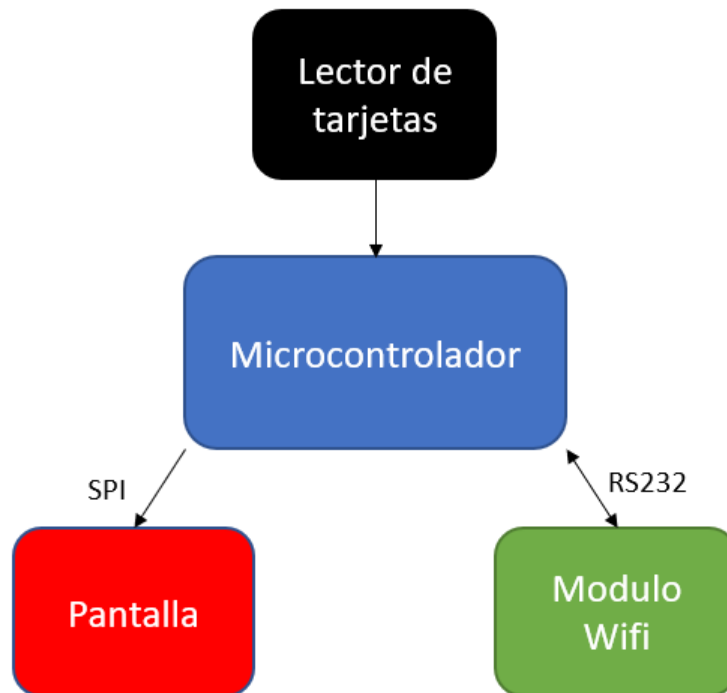 Lector de
tarjetas
Microcontrolador
SPI
RS232
Pantalla
Modulo
Wifi